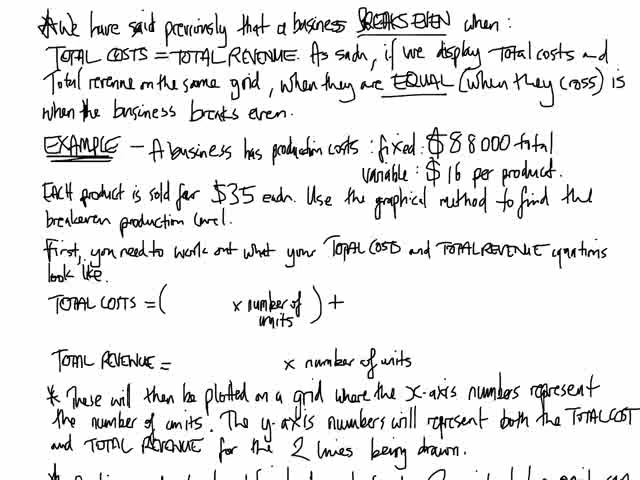 *We have said previously that a business BREAKS EVEN when:
TOTAL COSTS = TOTAL REVENUE. As such, if we display Total costs and
Total revenue on the same grid, when they are EQUAL (when they cross) is
when the business breaks even.
EXAMPLE - A business has production costs: fixed: $88000 total
variable: $16 per product.
EACH product is sold for $35 each. Use the graphical method to find the
breakeven production level.
First, you need to work out what your TOTAL COSTS and TOTAL REVENUE equations
look like.
TOTAL COSTS = ( × number of units ) +
TOTAL REVENUE = × number of units
* These will then be plotted on a grid where the x-axis numbers represent
the number of units. The y-axis numbers will represent both the TOTAL COST
and TOTAL REVENUE for the 2 lines being drawn.